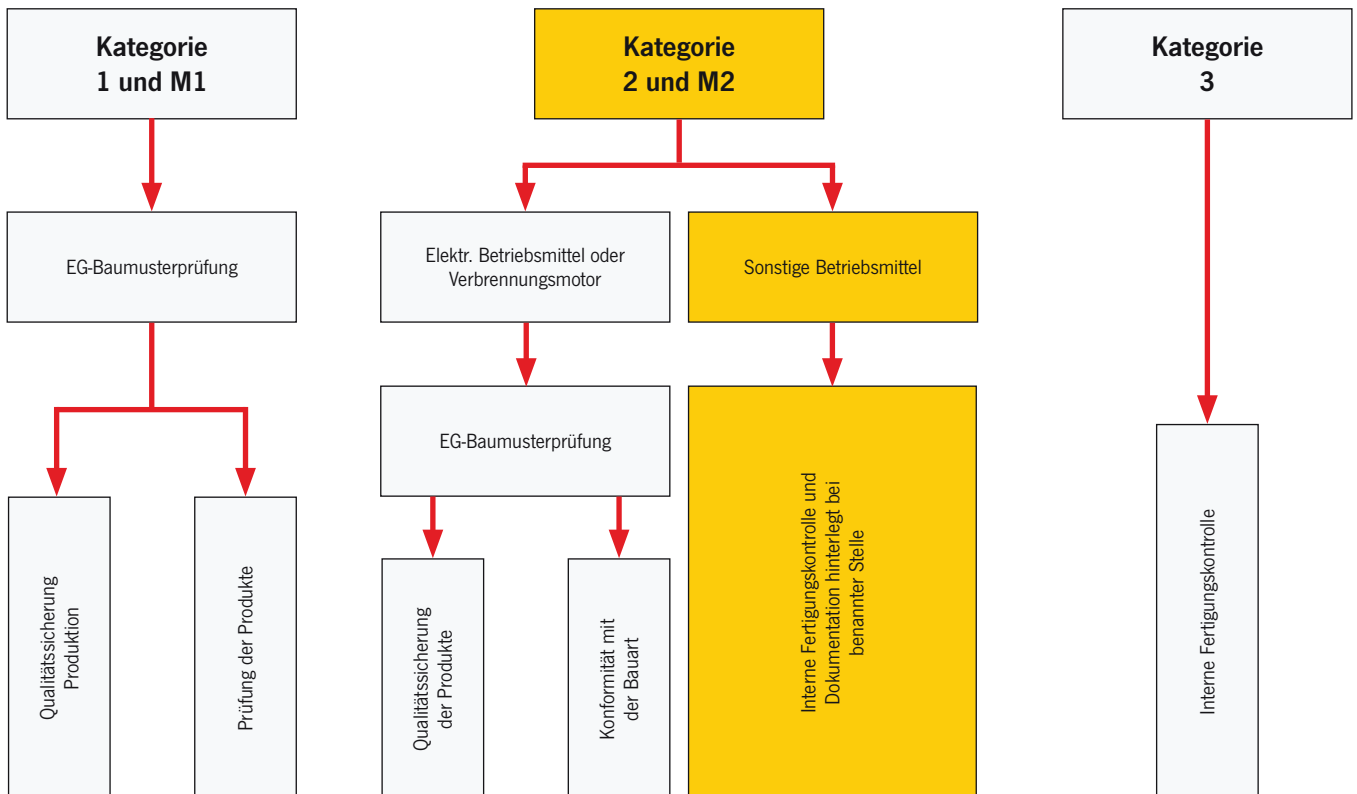 Kategorie
1 und M1
Kategorie
2 und M2
Kategorie
3
EG-Baumusterprüfung
Elektr. Betriebsmittel oder
Verbrennungsmotor
Sonstige Betriebsmittel
EG-Baumusterprüfung
Qualitätssicherung
Produktion
Prüfung der Produkte
Qualitätssicherung
der Produkte
Konformität mit
der Bauart
Interne Fertigungskontrolle und
Dokumentation hinterlegt bei
benannter Stelle
Interne Fertigungskontrolle